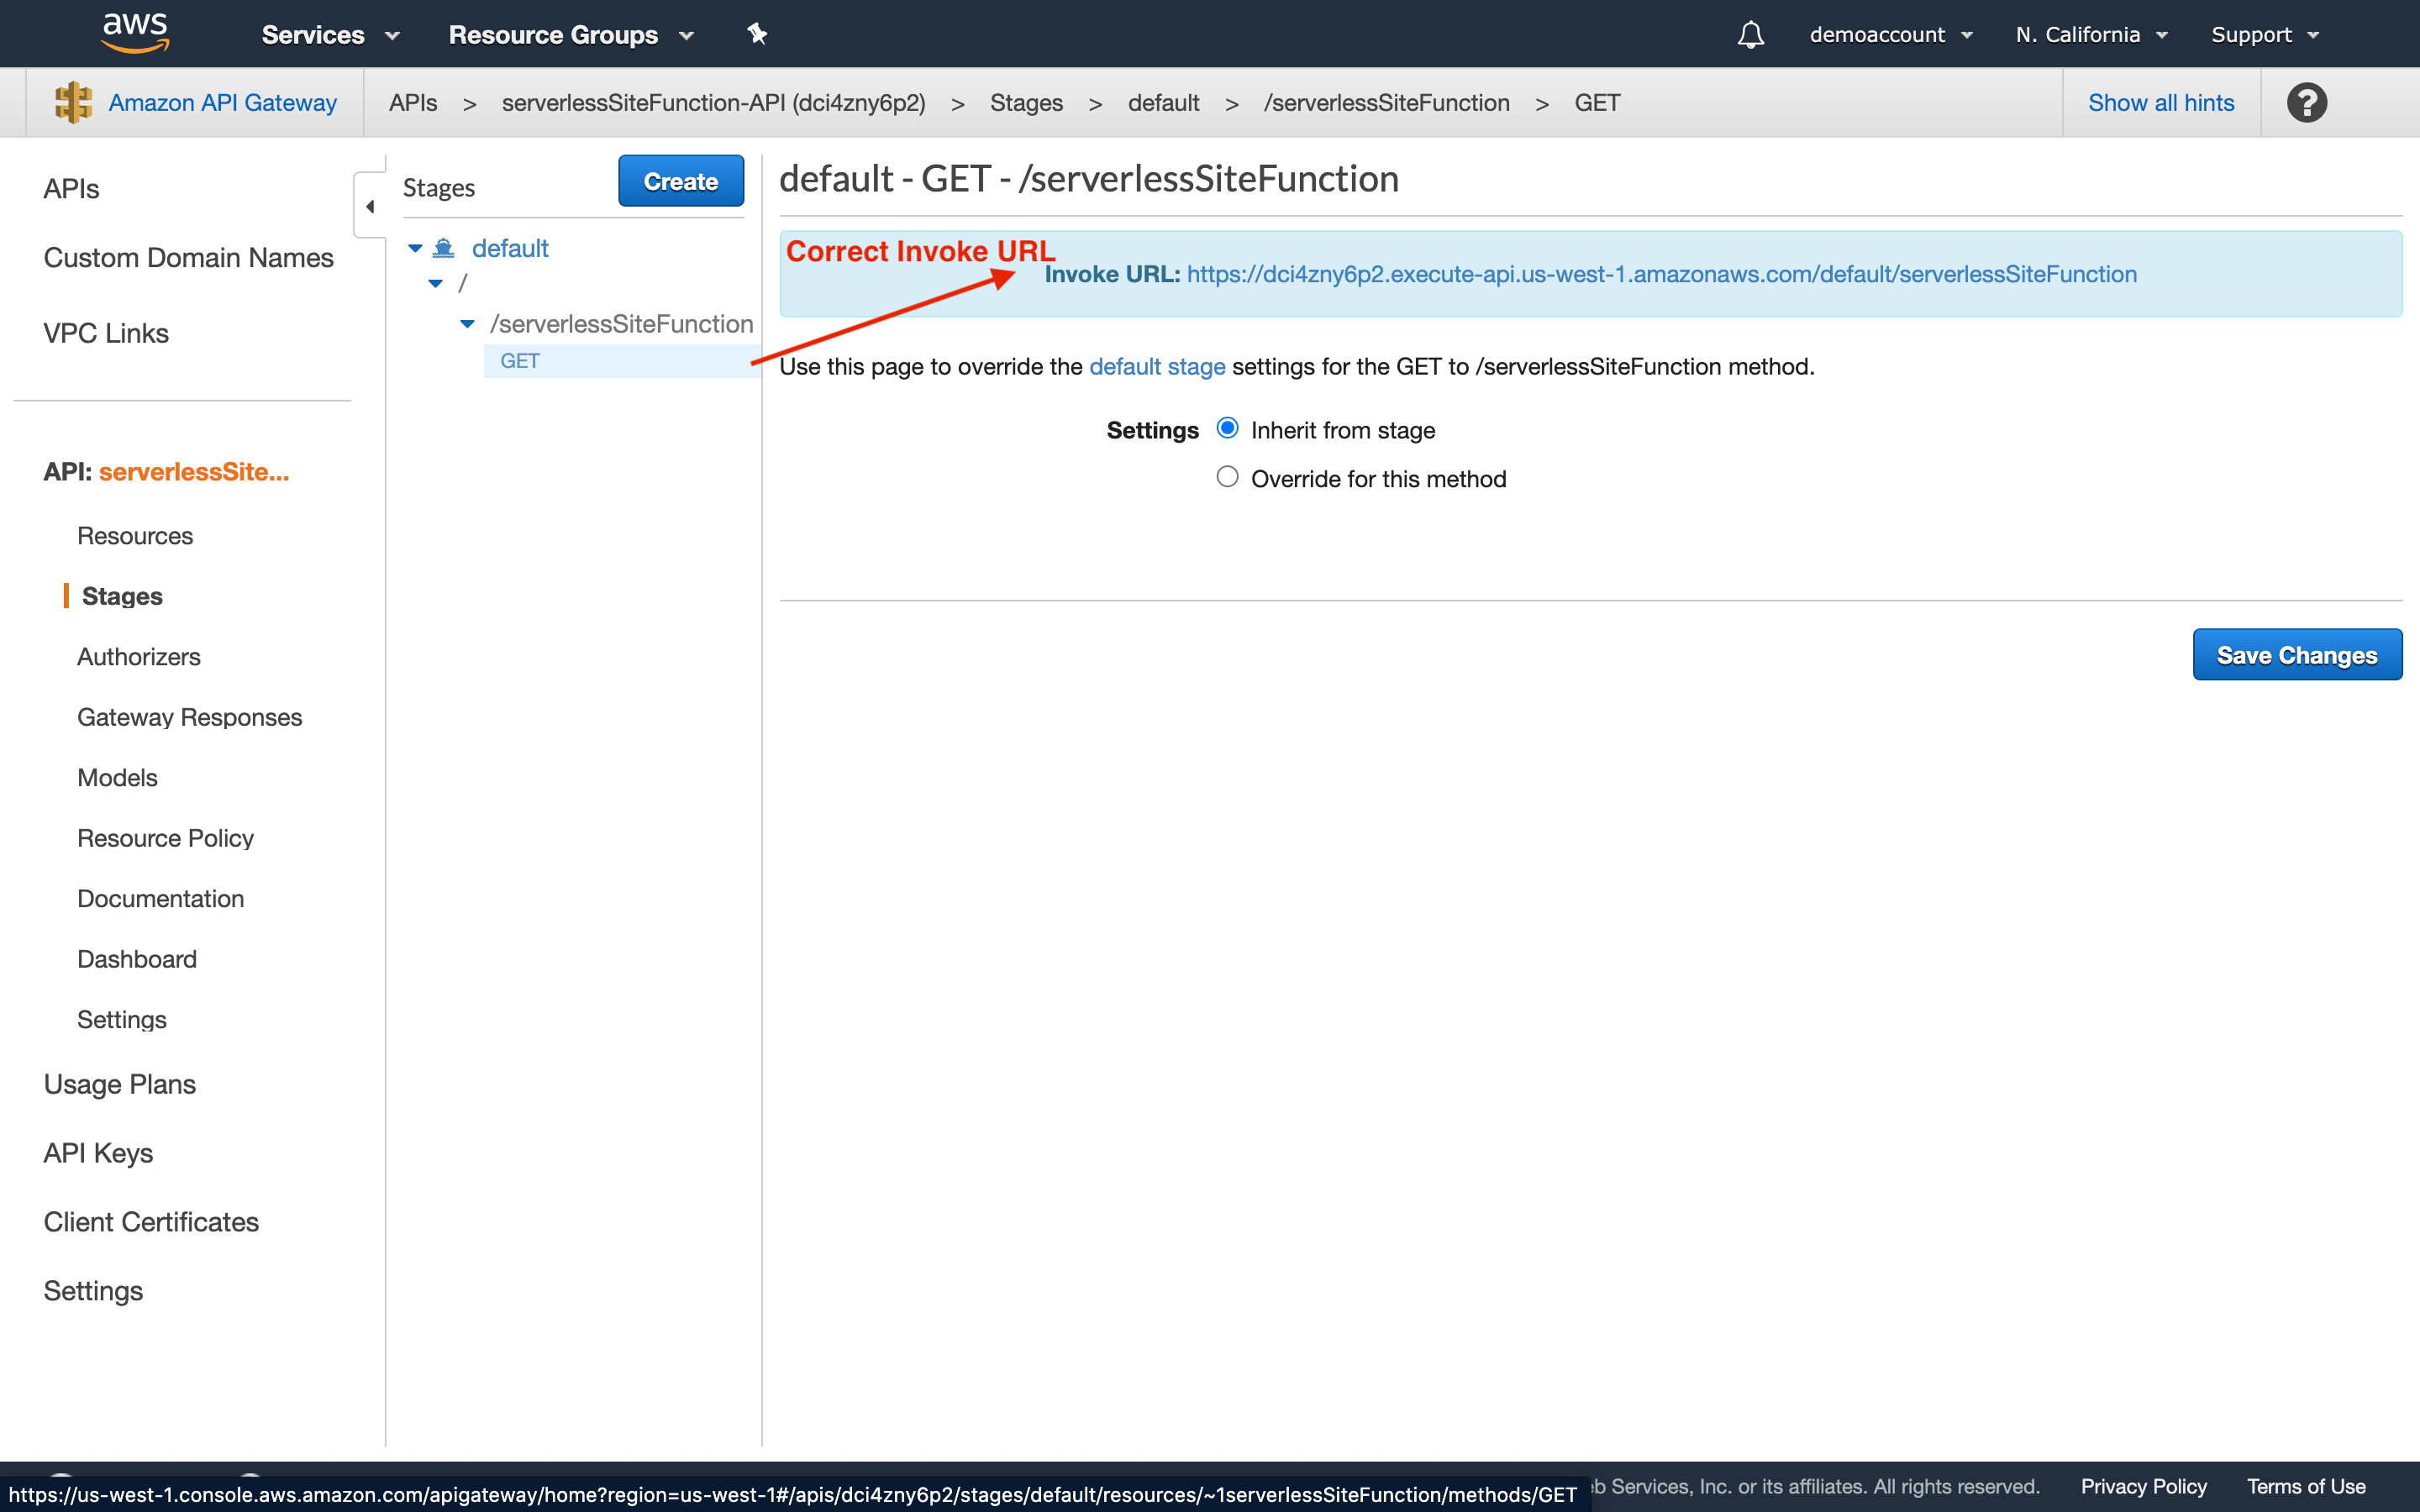 aws Services Resource Groups demoaccount N. California Support
Amazon API Gateway APIs > serverlessSiteFunction-API (dci4zny6p2) > Stages > default > /serverlessSiteFunction > GET Show all hints ?
APIs
Custom Domain Names
VPC Links
API: serverlessSite...
Resources
Stages
Authorizers
Gateway Responses
Models
Resource Policy
Documentation
Dashboard
Settings
Usage Plans
API Keys
Client Certificates
Settings
Stages Create
default
/
/serverlessSiteFunction
GET
default - GET - /serverlessSiteFunction
Correct Invoke URL
Invoke URL: https://dci4zny6p2.execute-api.us-west-1.amazonaws.com/default/serverlessSiteFunction
Use this page to override the default stage settings for the GET to /serverlessSiteFunction method.
Settings Inherit from stage
Override for this method
Save Changes
Services, Inc. or its affiliates. All rights reserved. Privacy Policy Terms of Use
https://us-west-1.console.aws.amazon.com/apigateway/home?region=us-west-1#/apis/dci4zny6p2/stages/default/resources/~1serverlessSiteFunction/methods/GET